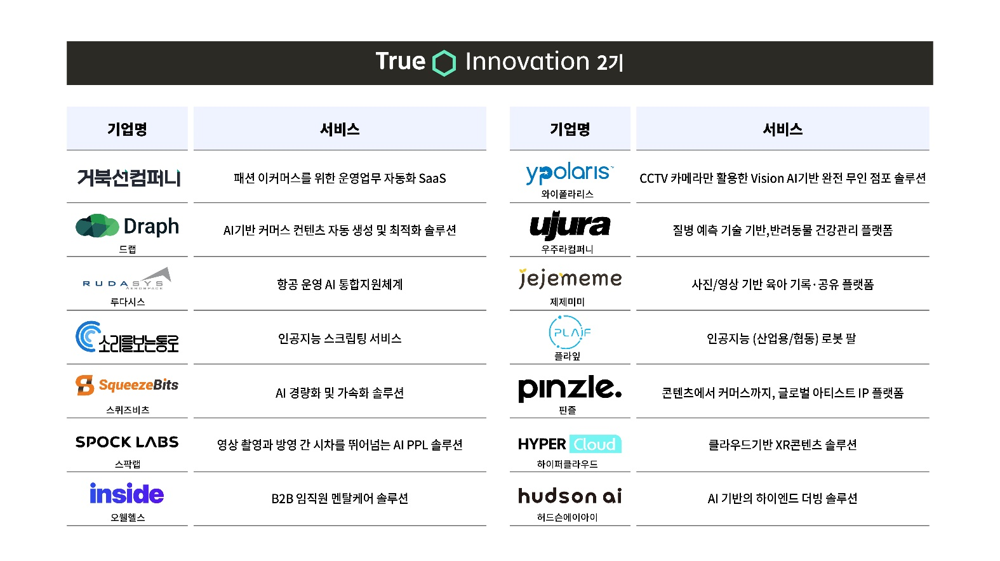 True Innovation 2기
기업명 서비스
거북선컴퍼니 패션 이커머스를 위한 운영업무 자동화 SaaS
Draph
드랩
AI기반 커머스 컨텐츠 자동 생성 및 최적화 솔루션
RUDASYS
AEROSPACE
루다시스
항공 운영 AI 통합지원체계
소리를보는통로 인공지능 스크립팅 서비스
SqueezeBits
스퀴즈비츠
AI 경량화 및 가속화 솔루션
SPOCK LABS
스팍랩
영상 촬영과 방영 간 시차를 뛰어넘는 AI PPL 솔루션
inside
오웰헬스
B2B 임직원 멘탈케어 솔루션
기업명 서비스
ypolaris™
와이폴라리스
CCTV 카메라만 활용한 Vision AI기반 완전 무인 점포 솔루션
ujura
우주라컴퍼니
질병 예측 기술 기반,반려동물 건강관리 플랫폼
jejememe
제제미미
사진/영상 기반 육아 기록·공유 플랫폼
PLAIF
플라잎
인공지능 (산업용/협동) 로봇 팔
pinzle.
핀즐
콘텐츠에서 커머스까지, 글로벌 아티스트 IP 플랫폼
HYPER Cloud
하이퍼클라우드
클라우드기반 XR콘텐츠 솔루션
hudson ai
허드슨에이아이
AI 기반의 하이엔드 더빙 솔루션